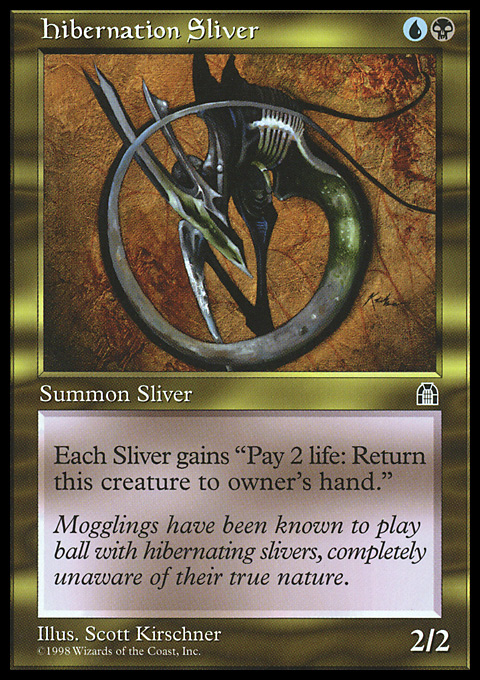 Hibernation Sliver
Summon Sliver
Each Sliver gains “Pay 2 life: Return
this creature to owner’s hand.”
Mogglings have been known to play
ball with hibernating slivers, completely
unaware of their true nature.
Illus. Scott Kirschner
2/2
©1998 Wizards of the Coast, Inc.